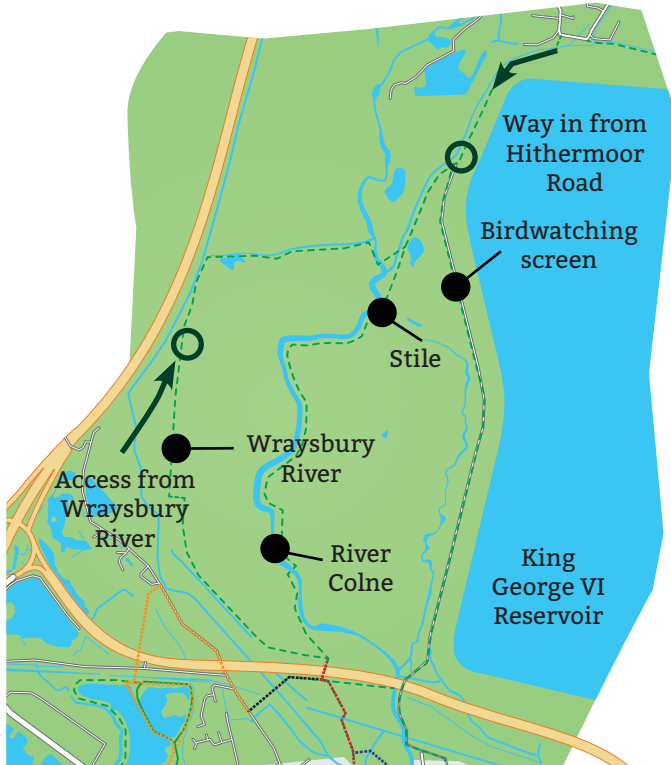 Way in from
Hithermoor
Road
Birdwatching
screen
Stile
Wraysbury
River
Access from
Wraysbury
River
River
Colne
King
George VI
Reservoir